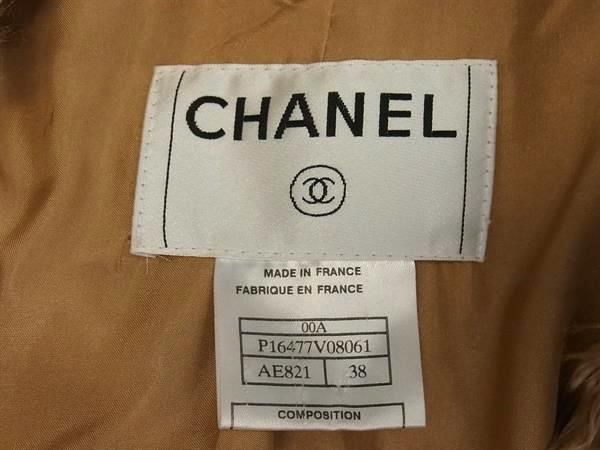 CHANEL
MADE IN FRANCE
FABRIQUE EN FRANCE
00A
P16477V08061
AE821 38
COMPOSITION